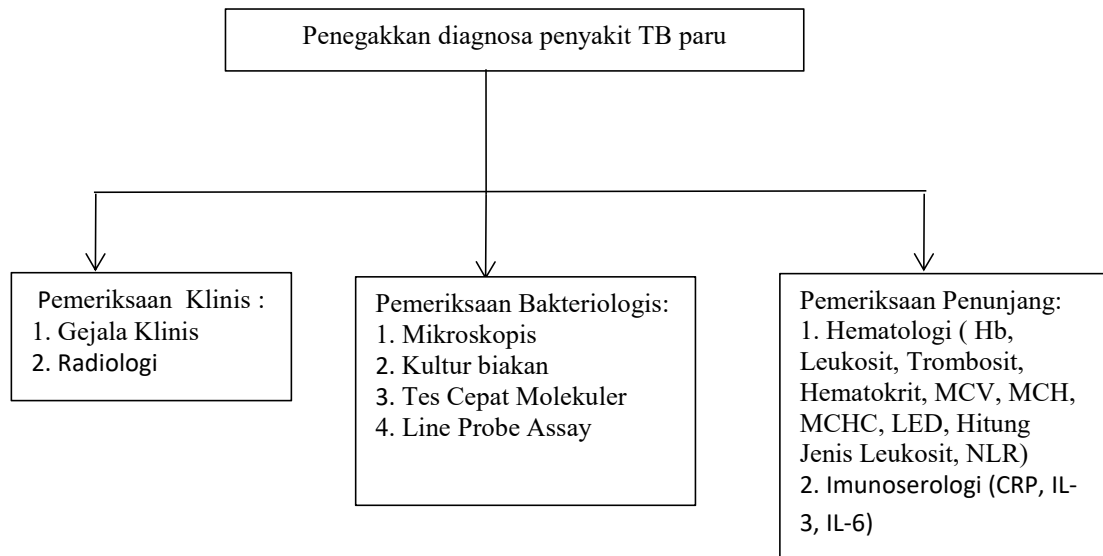 Penegakkan diagnosa penyakit TB paru
Pemeriksaan Klinis :
1. Gejala Klinis
2. Radiologi
Pemeriksaan Bakteriologis:
1. Mikroskopis
2. Kultur biakan
3. Tes Cepat Molekuler
4. Line Probe Assay
Pemeriksaan Penunjang:
1. Hematologi ( Hb,
Leukosit, Trombosit,
Hematokrit, MCV, MCH,
MCHC, LED, Hitung
Jenis Leukosit, NLR)
2. Imunoserologi (CRP, IL-
3, IL-6)